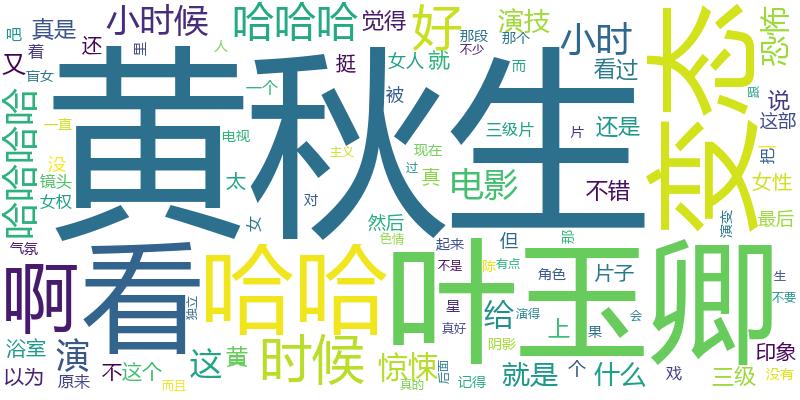 吧
真是
小时候
哈哈哈
觉得
好
那段
演技
那个
恐怖
着
还
里
人
不少
小时
又
盲女
挺
女人
就
而
看过
变态
黄秋生
一个
被
说
哈哈哈哈
一直
电视
三级片
片
还是
这部
没
主义
现在
过
把
镜头
太
真
电影
不错
女性
女权
对
然后
女
最后
演变
气氛
色情
起来
但
啊
看
哈哈
叶玉卿
不是
陈
有点
角色
片子
生
独立
星
给
演得
不要
浴室
演
时候
真好
上
果
会
这
黄
惊悚
阴影
印象
以为
原来
不
这个
而且
真的
后面
记得
就是
个
什么
戏
三级
没有